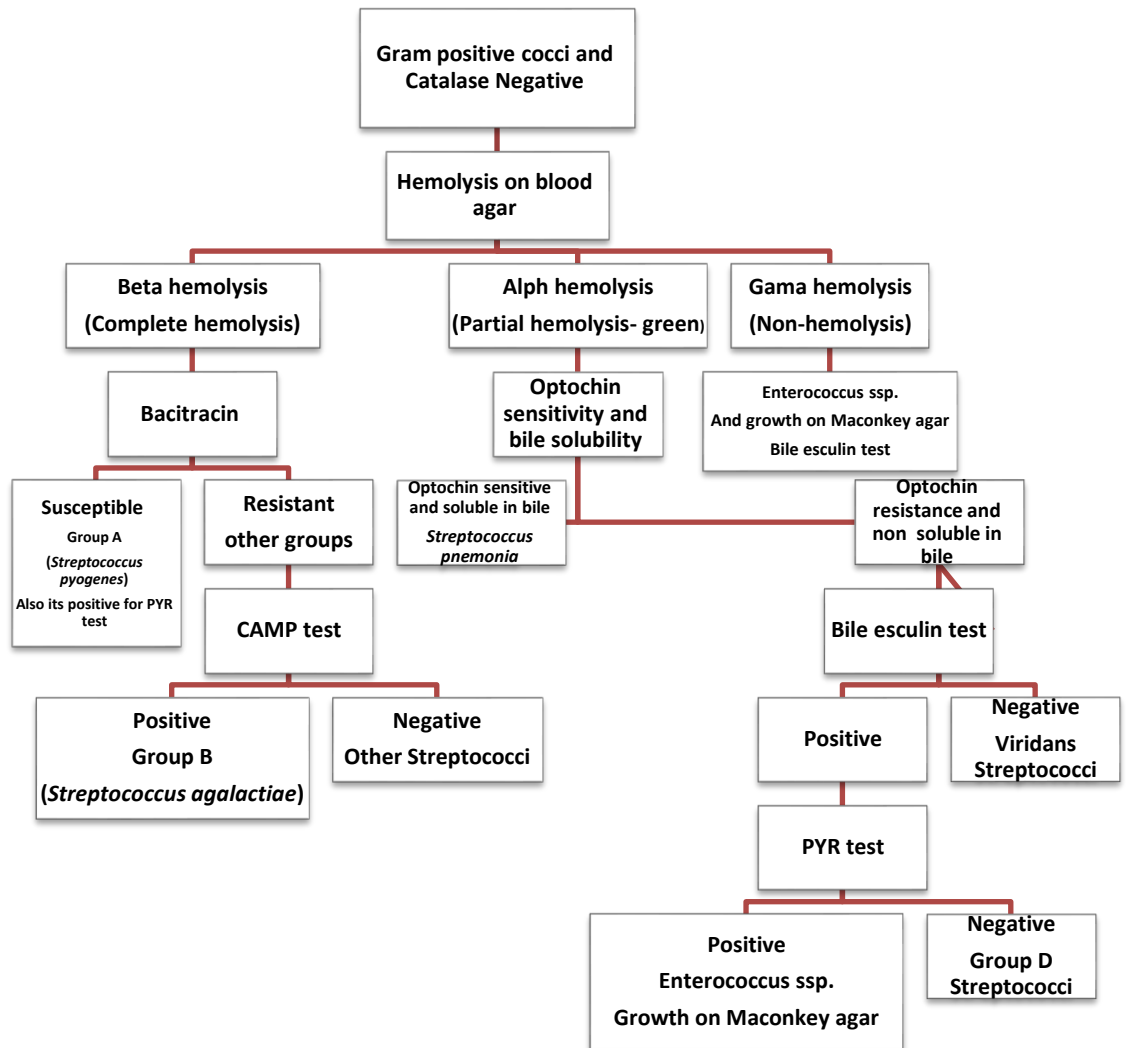 Gram positive cocci and
Catalase Negative
Hemolysis on blood
agar
Beta hemolysis
(Complete hemolysis)
Alph hemolysis
(Partial hemolysis- green)
Gama hemolysis
(Non-hemolysis)
Bacitracin
Optochin
sensitivity and
bile solubility
Enterococcus ssp.
And growth on Maconkey agar
Bile esculin test
Susceptible
Group A
(Streptococcus
pyogenes)
Also its positive for PYR
test
Resistant
other groups
Optochin sensitive
and soluble in bile
Streptococcus
pnemonia
Optochin
resistance and
non soluble in
bile
CAMP test
Bile esculin test
Positive
Group B
(Streptococcus agalactiae)
Negative
Other Streptococci
Positive
Negative
Viridans
Streptococci
PYR test
Positive
Enterococcus ssp.
Growth on Maconkey agar
Negative
Group D
Streptococci